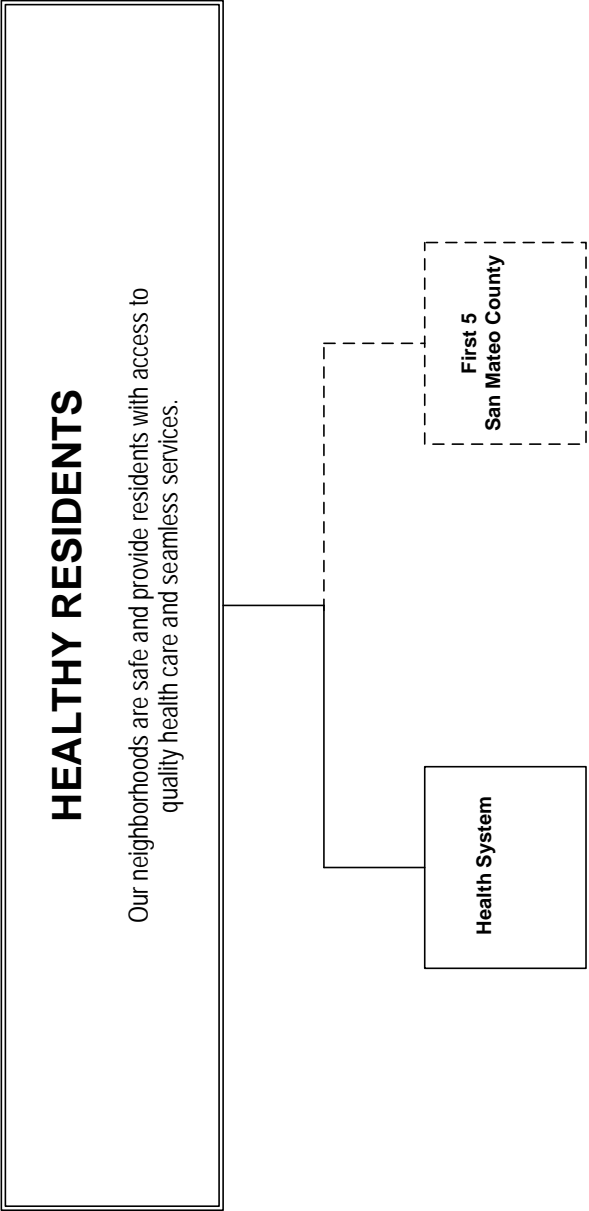 HEALTHY RESIDENTS
Our neighborhoods are safe and provide residents with access to
quality health care and seamless services.
Health System
First 5
San Mateo County